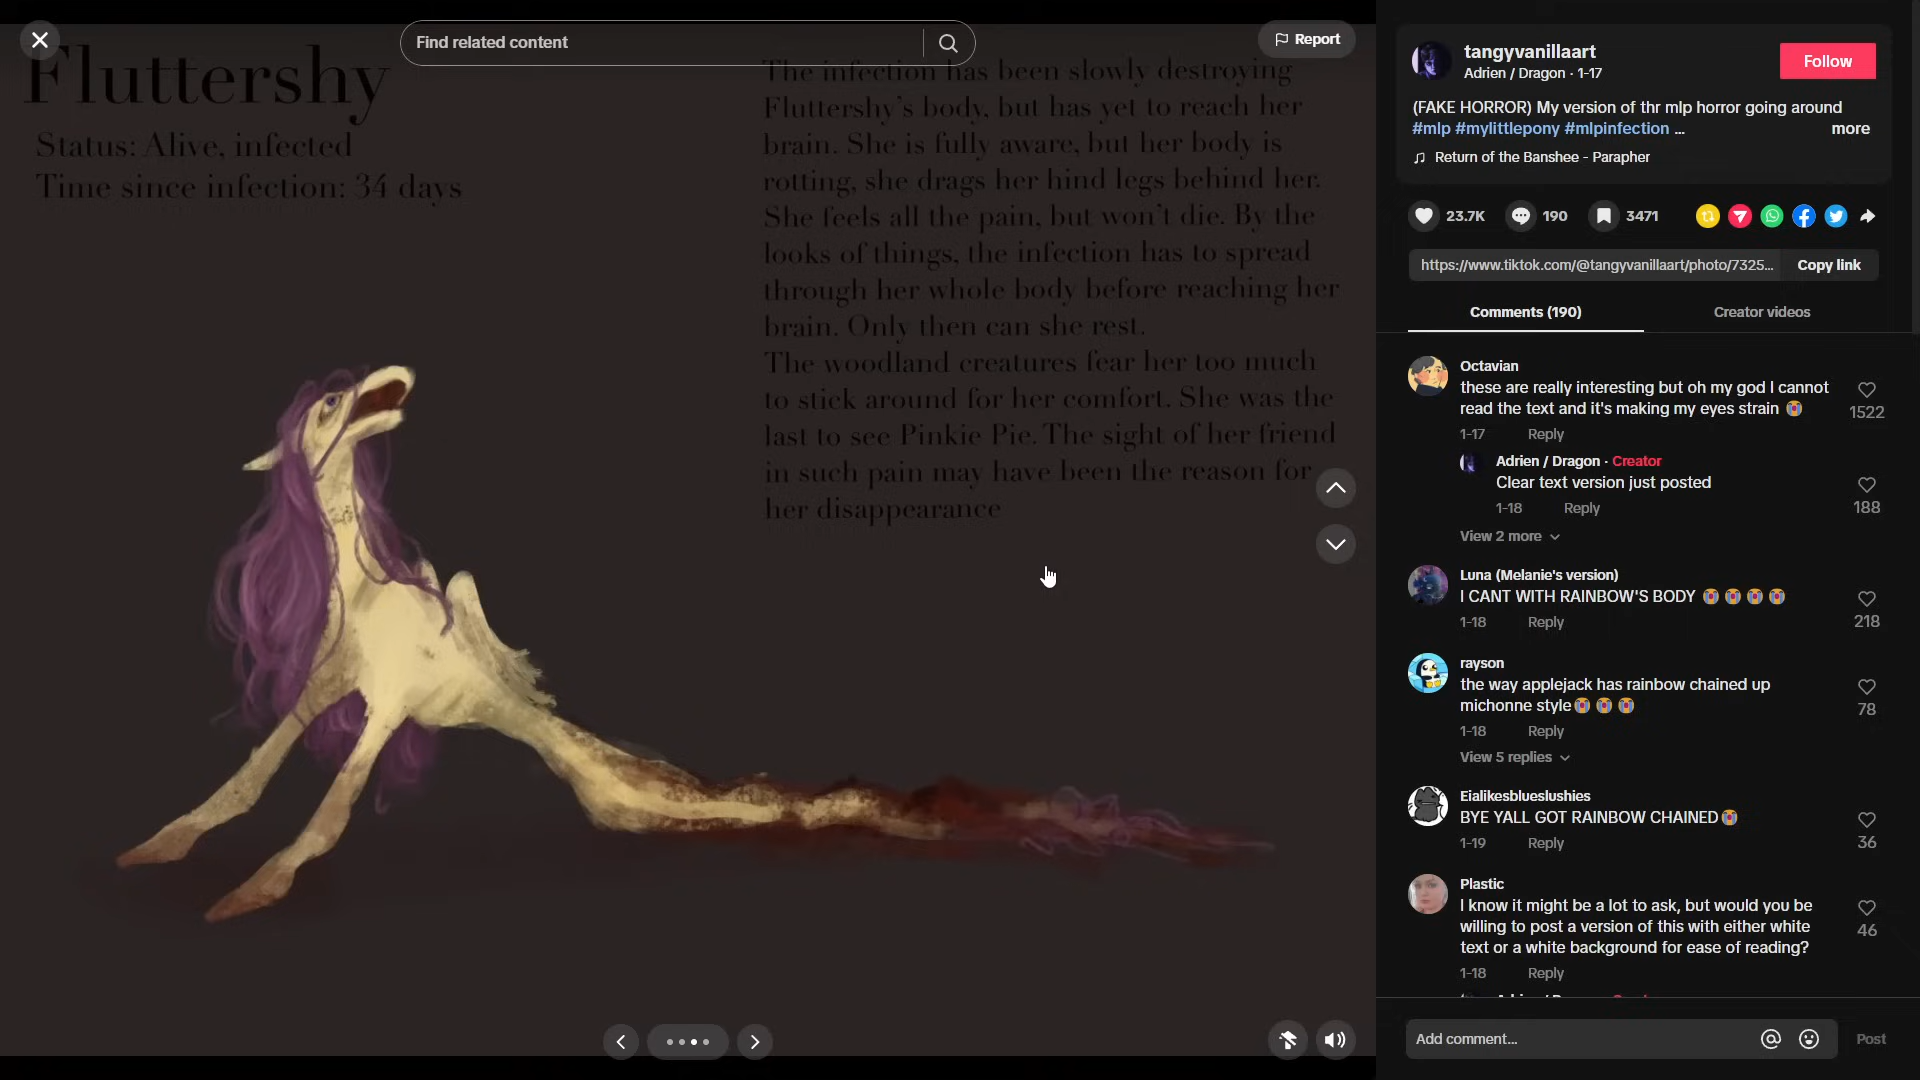 Find related content
Report
Fluttershy
Status: Alive, infected
Time since infection: 34 days
The infection has been slowly destroying
Fluttershy's body, but has yet to reach her
brain. She is fully aware, but her body is
rotting, she drags her hind legs behind her.
She feels all the pain, but won't die. By the
looks of things, the infection has to spread
through her whole body before reaching her
brain. Only then can she rest.
The woodland creatures fear her too much
to stick around for her comfort. She was the
last to see Pinkie Pie. The sight of her friend
in such pain may have been the reason for
her disappearance
tangyvanillaart
Adrien / Dragon · 1-17
Follow
(FAKE HORROR) My version of thr mlp horror going around
#mlp #mylittlepony #mlpinfection ...
more
Return of the Banshee - Parapher
23.7K
190
3471
https://www.tiktok.com/@tangyvanillaart/photo/7325...
Copy link
Comments (190)
Creator videos
Octavian
these are really interesting but oh my god I cannot
read the text and it's making my eyes strain 😭
1522
1-17 Reply
Adrien / Dragon · Creator
Clear text version just posted
188
1-18 Reply
View 2 more
Luna (Melanie's version)
I CANT WITH RAINBOW'S BODY 😭😭😭😭
218
1-18 Reply
rayson
the way applejack has rainbow chained up
michonne style😭😭😭
78
1-18 Reply
View 5 replies
Eialikesblueslushies
BYE YALL GOT RAINBOW CHAINED😭
36
1-19 Reply
Plastic
I know it might be a lot to ask, but would you be
willing to post a version of this with either white
text or a white background for ease of reading?
46
1-18 Reply
Add comment...
Post